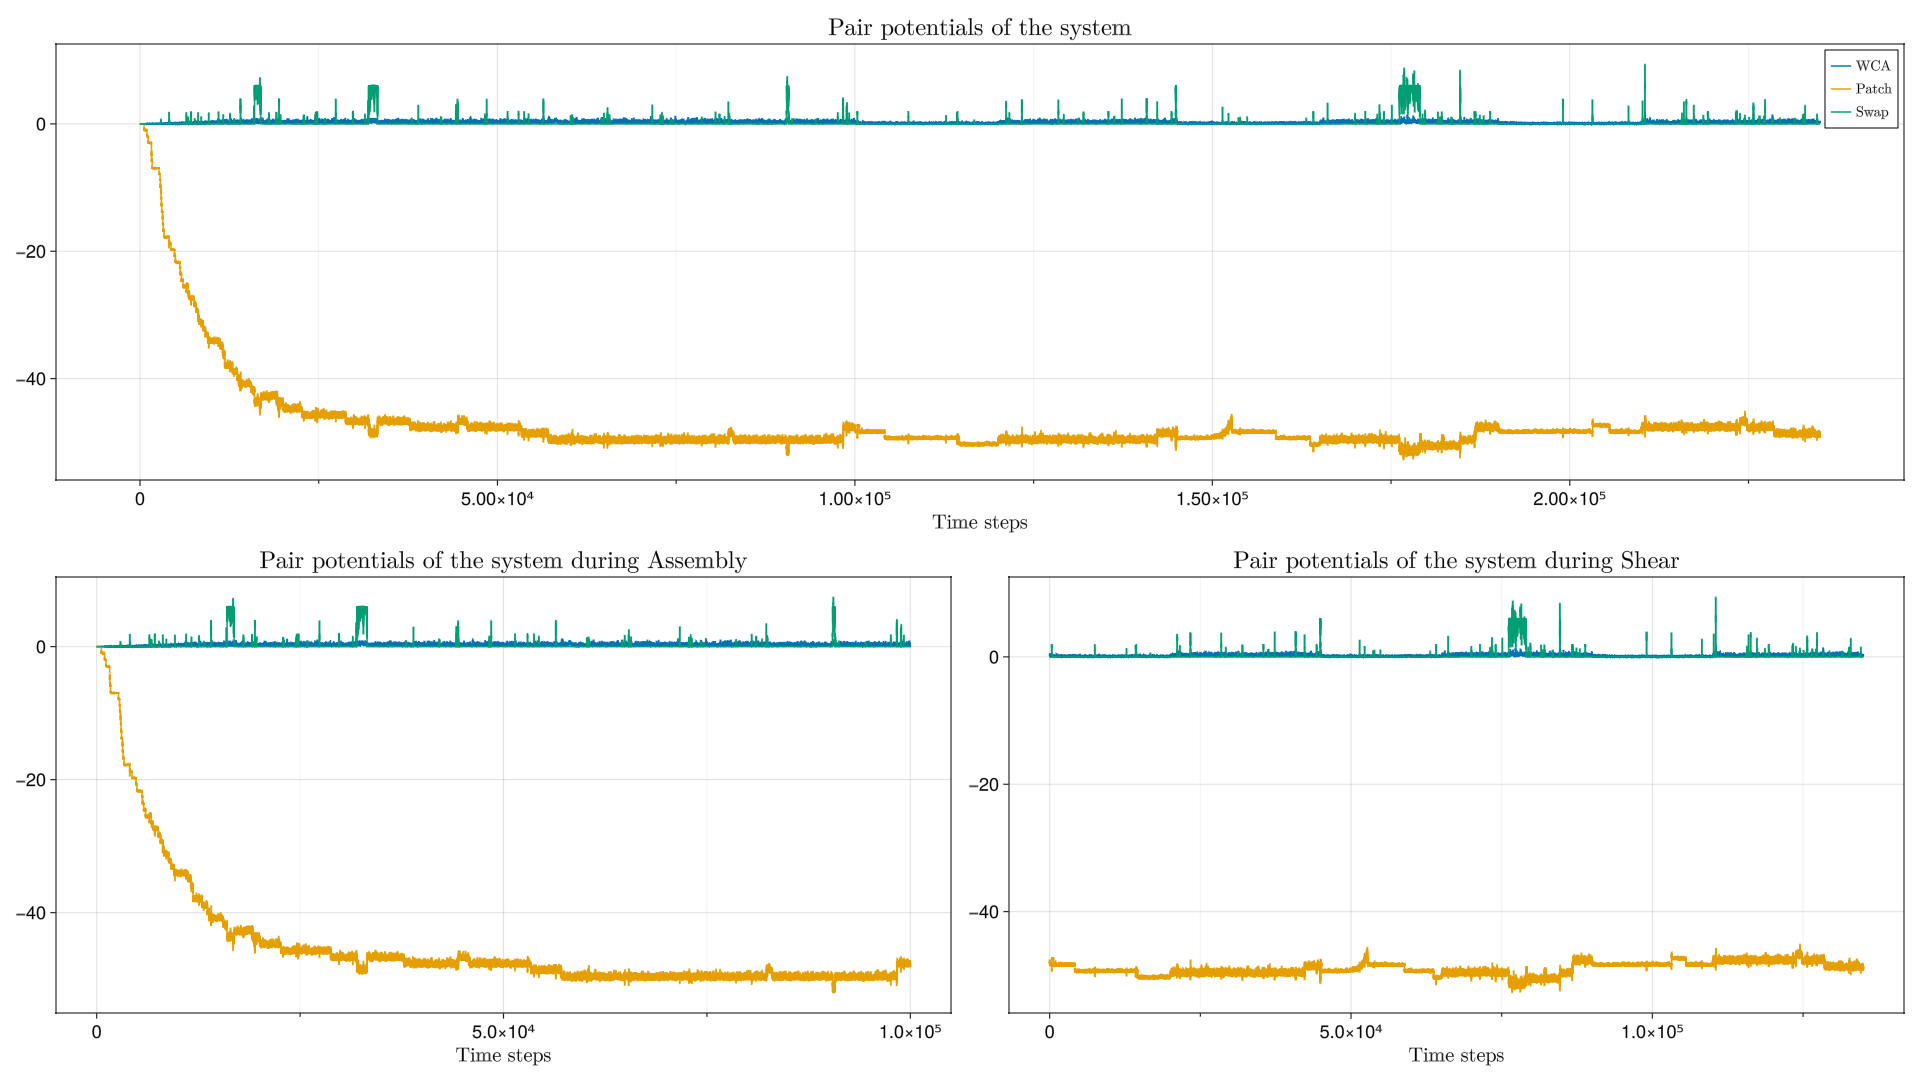 Pair potentials of the system
WCA
Patch
Swap
0
−20
−40
0
5.00×10⁴
1.00×10⁵
1.50×10⁵
2.00×10⁵
Time steps
Pair potentials of the system during Assembly
0
−20
−40
0
5.0×10⁴
1.0×10⁵
Time steps
Pair potentials of the system during Shear
0
−20
−40
0
5.0×10⁴
1.0×10⁵
Time steps